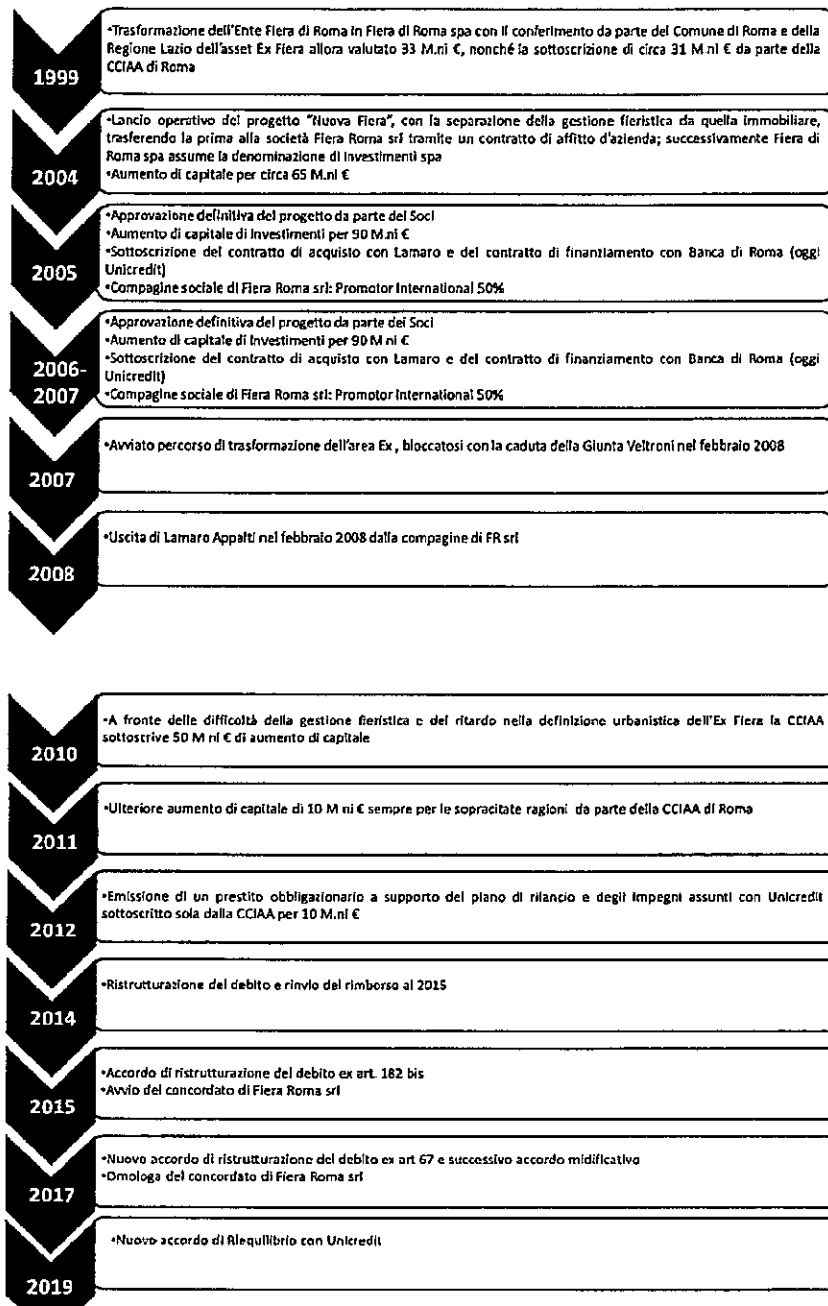 1999
•Trasformazione dell'Ente Fiera di Roma in Fiera di Roma spa con il conferimento da parte del Comune di Roma e della
Regione Lazio dell'asset Ex Fiera allora valutato 33 M.ni €, nonché la sottoscrizione di circa 31 M.ni € da parte della
CCIAA di Roma
2004
•Lancio operativo del progetto "Nuova Fiera", con la separazione della gestione fieristica da quella immobiliare,
trasferendo la prima alla società Fiera Roma srl tramite un contratto di affitto d'azienda; successivamente Fiera di
Roma spa assume la denominazione di Investimenti spa
•Aumento di capitale per circa 65 M.ni €
2005
•Approvazione definitiva del progetto da parte dei Soci
•Aumento di capitale di Investimenti per 90 M.ni €
•Sottoscrizione del contratto di acquisto con Lamaro e del contratto di finanziamento con Banca di Roma (oggi
Unicredit)
•Compagine sociale di Fiera Roma srl: Promotor International 50%
2006-
2007
•Approvazione definitiva del progetto da parte dei Soci
•Aumento di capitale di Investimenti per 90 M.ni €
•Sottoscrizione del contratto di acquisto con Lamaro e del contratto di finanziamento con Banca di Roma (oggi
Unicredit)
•Compagine sociale di Fiera Roma srl: Promotor International 50%
2007
•Avviato percorso di trasformazione dell'area Ex , bloccatosi con la caduta della Giunta Veltroni nel febbraio 2008
2008
•Uscita di Lamaro Appalti nel febbraio 2008 dalla compagine di FR srl
2010
•A fronte delle difficoltà della gestione fieristica e del ritardo nella definizione urbanistica dell'Ex Fiera la CCIAA
sottoscrive 50 M ni € di aumento di capitale
2011
•Ulteriore aumento di capitale di 10 M ni € sempre per le sopracitate ragioni da parte della CCIAA di Roma
2012
•Emissione di un prestito obbligazionario a supporto del piano di rilancio e degli impegni assunti con Unicredit
sottoscritto sola dalla CCIAA per 10 M.ni €
2014
•Ristrutturazione del debito e rinvio del rimborso al 2015
2015
•Accordo di ristrutturazione del debito ex art. 182 bis
•Avvio del concordato di Fiera Roma srl
2017
•Nuovo accordo di ristrutturazione del debito ex art 67 e successivo accordo midificativo
•Omologa del concordato di Fiera Roma srl
2019
•Nuovo accordo di Riequilibrio con Unicredit